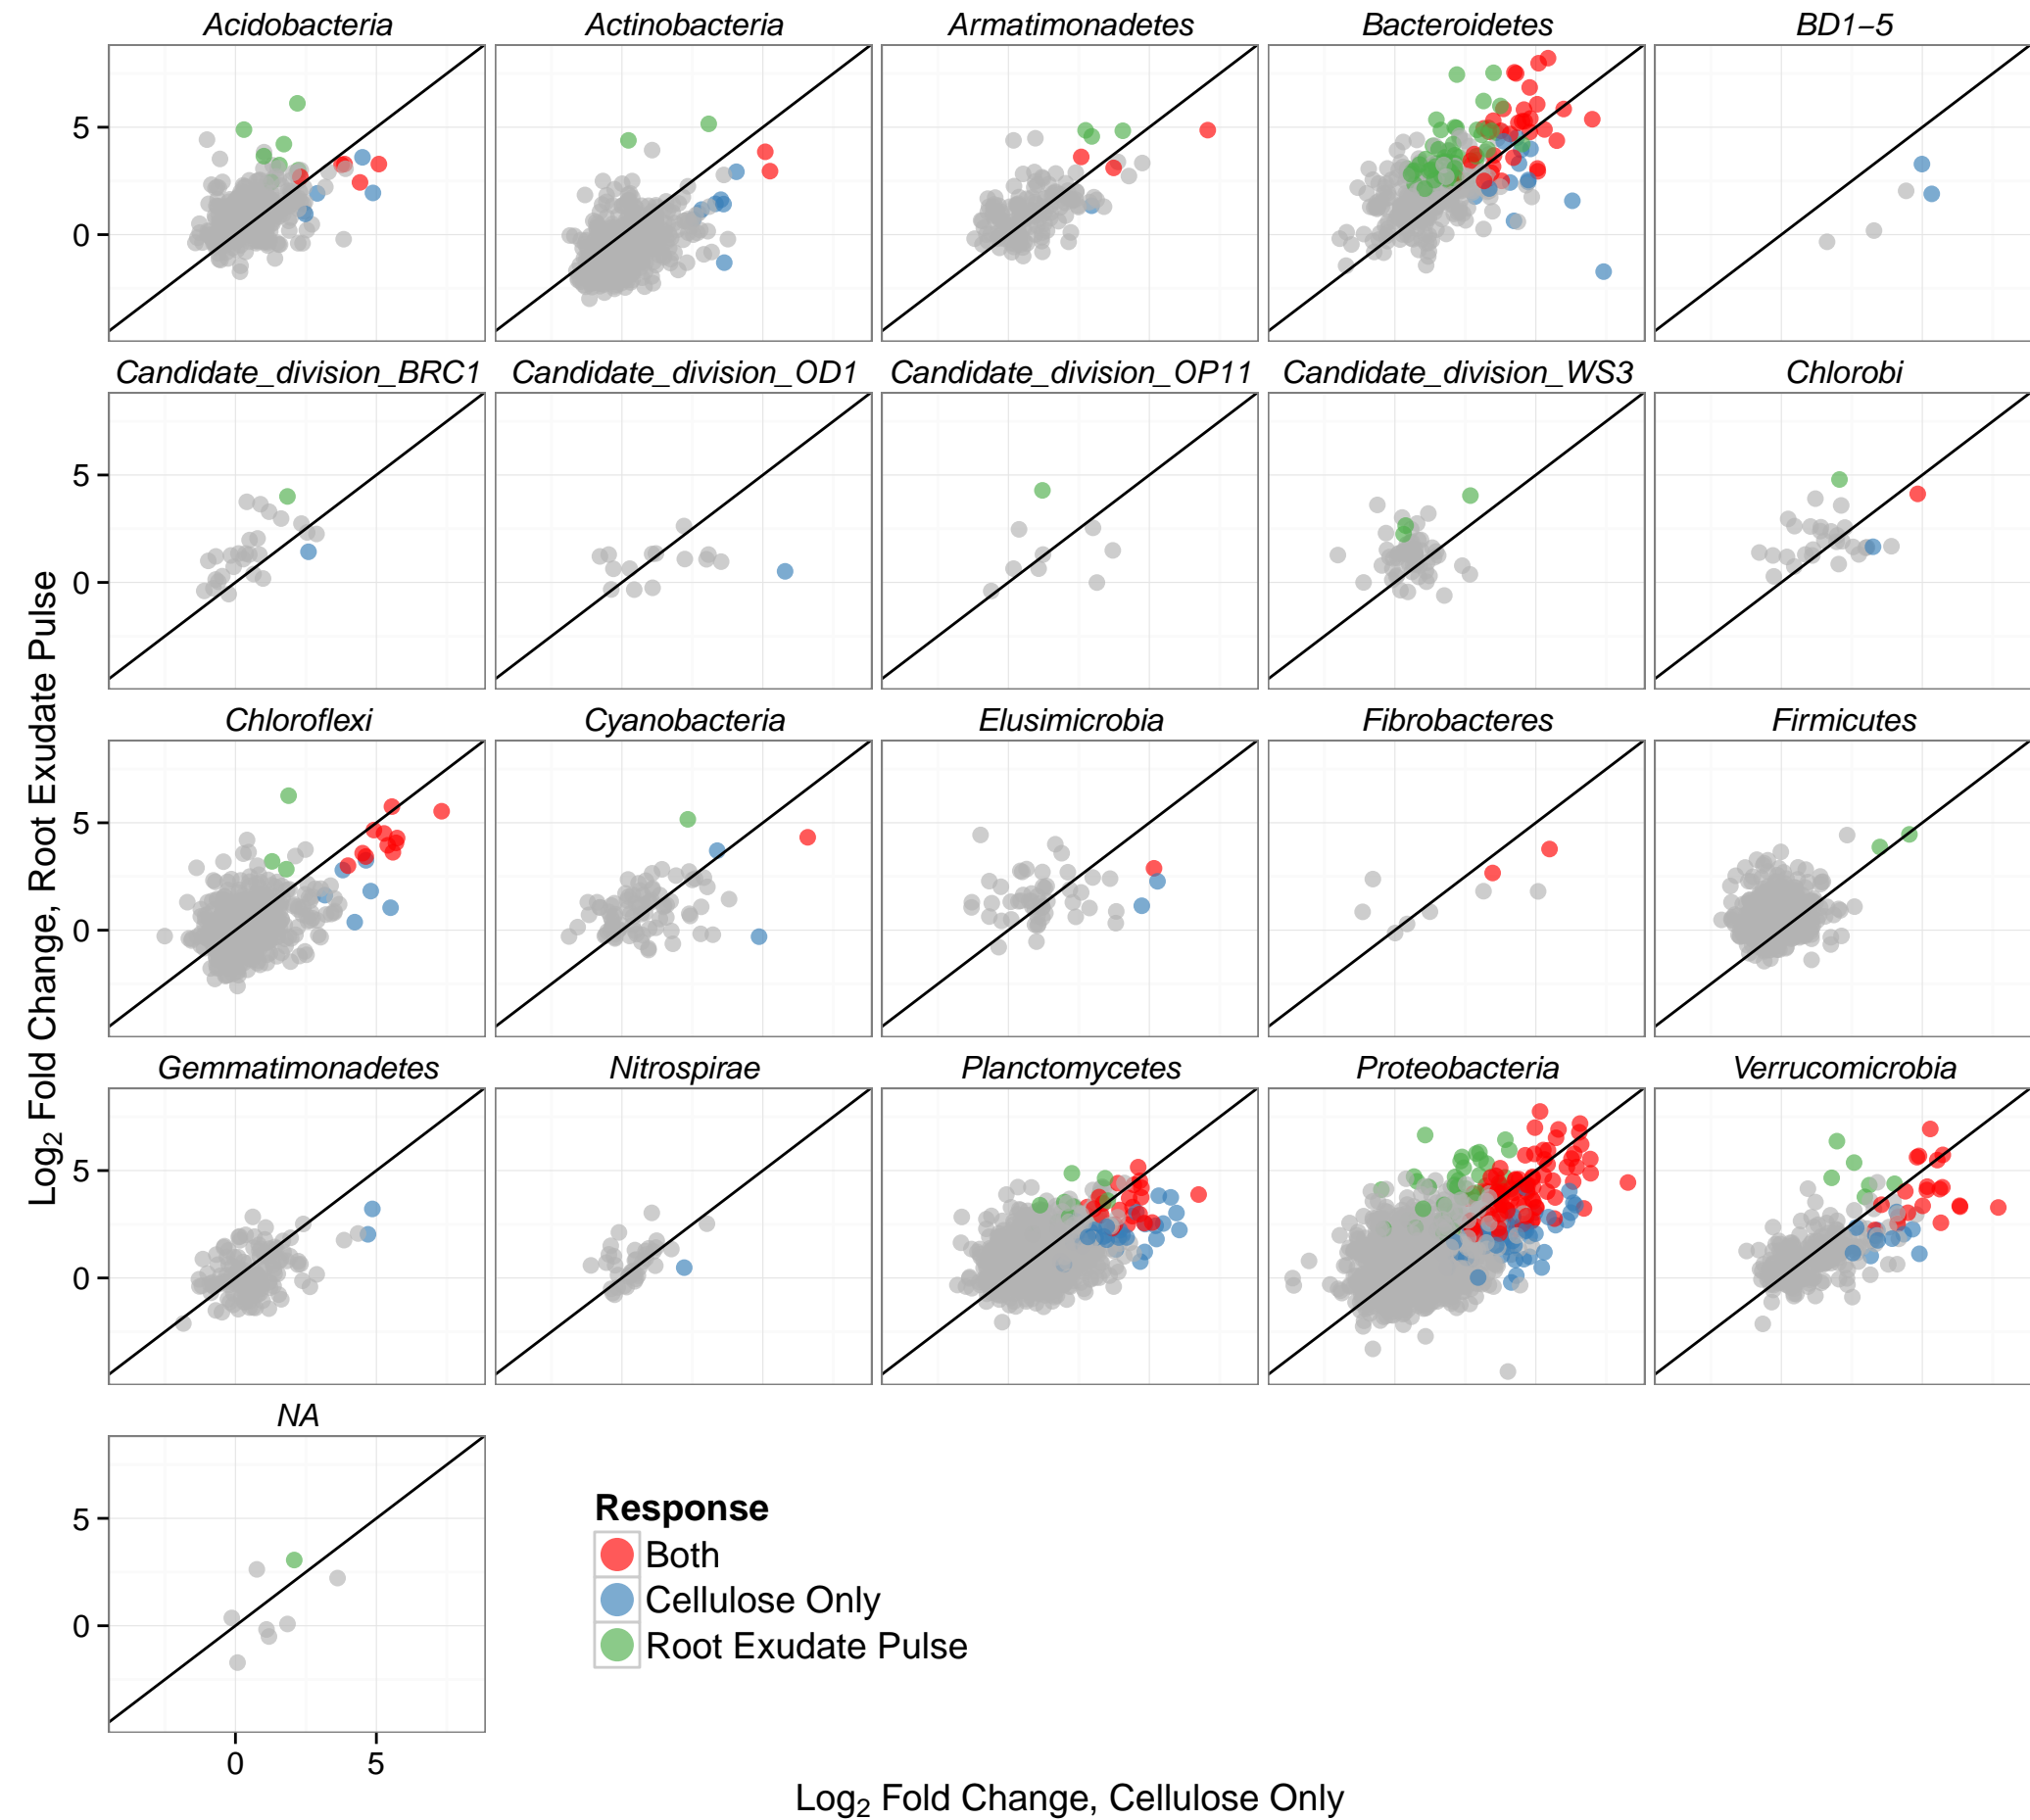 Acidobacteria Actinobacteria Armatimonadetes Bacteroidetes BD1–5
5
0
Candidate_division_BRC1 Candidate_division_OD1 Candidate_division_OP11 Candidate_division_WS3 Chlorobi
5
0
Log2 Fold Change, Root Exudate Pulse
Chloroflexi Cyanobacteria Elusimicrobia Fibrobacteres Firmicutes
5
0
Gemmatimonadetes Nitrospirae Planctomycetes Proteobacteria Verrucomicrobia
5
0
NA
5
0
0 5
Response
Both
Cellulose Only
Root Exudate Pulse
Log2 Fold Change, Cellulose Only